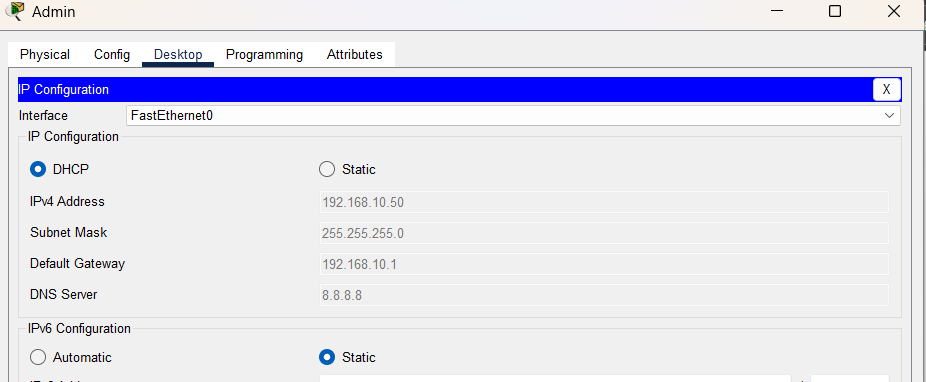 Admin
Physical Config Desktop Programming Attributes
IP Configuration X
Interface FastEthernet0
IP Configuration
DHCP Static
IPv4 Address 192.168.10.50
Subnet Mask 255.255.255.0
Default Gateway 192.168.10.1
DNS Server 8.8.8.8
IPv6 Configuration
Automatic Static